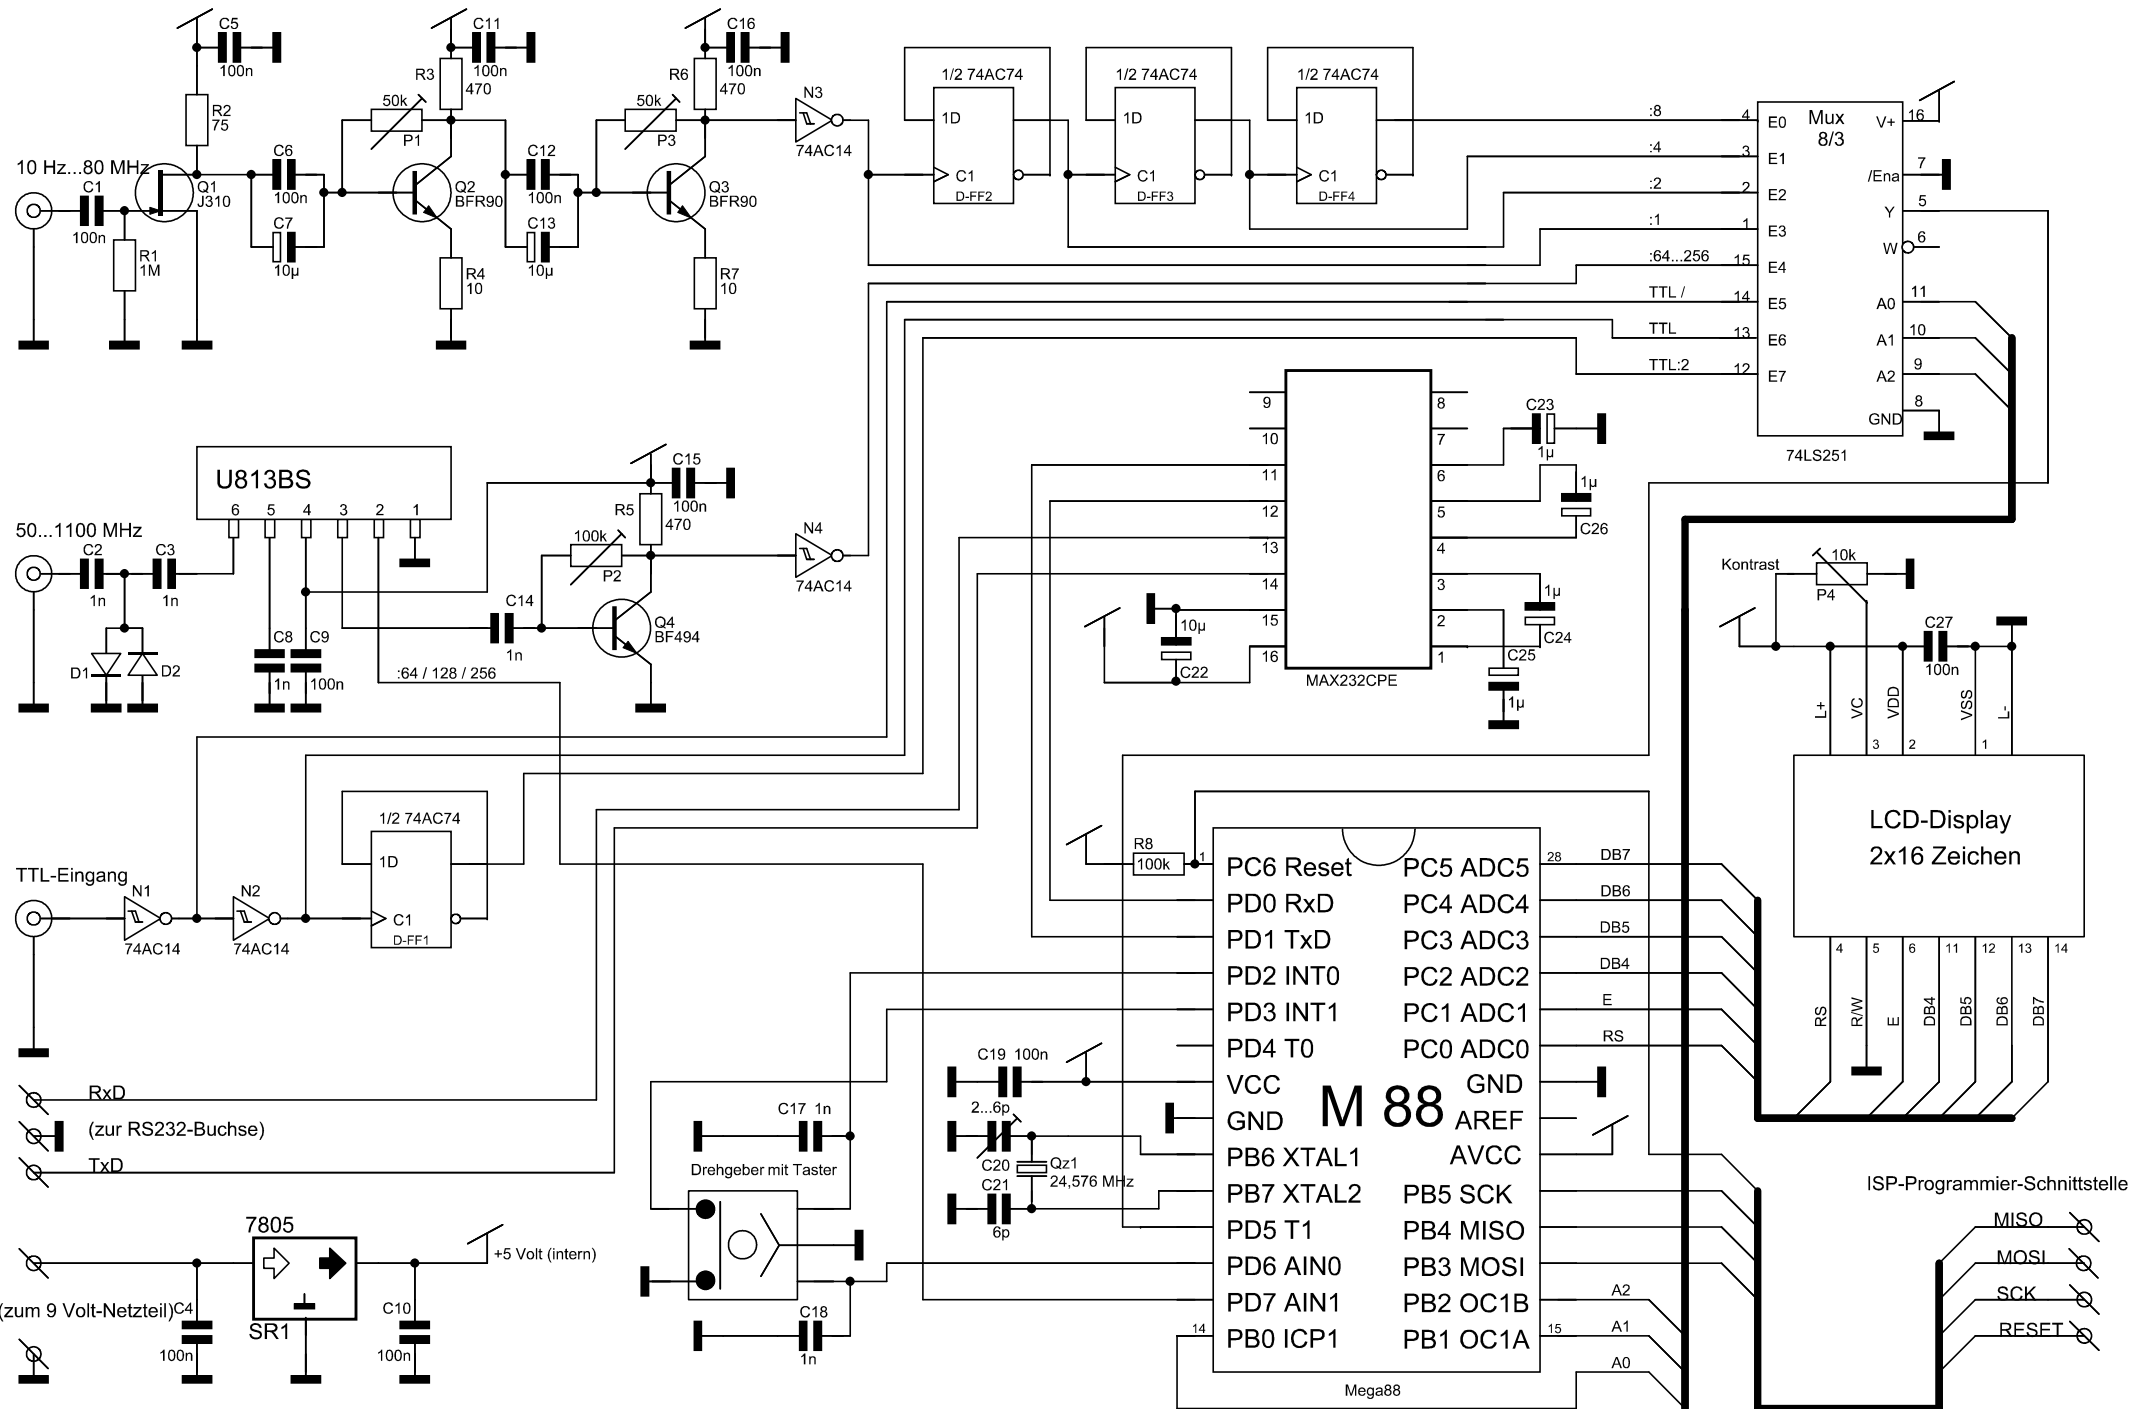 C5
100n
R2
75
10 Hz...80 MHz
C1
100n
Q1
J310
R1
1M
C6
100n
C7
10µ
C11
100n
R3
470
50k
P1
Q2
BFR90
R4
10
C12
100n
C13
10µ
C16
100n
R6
470
50k
P3
Q3
BFR90
R7
10
N3
74AC14
1/2 74AC74
1D
C1
D-FF2
1/2 74AC74
1D
C1
D-FF3
1/2 74AC74
1D
C1
D-FF4
:8
:4
:2
:1
:64...256
TTL /
TTL
TTL:2
4
3
2
1
15
14
13
12
E0
E1
E2
E3
E4
E5
E6
E7
Mux
8/3
V+
/Ena
Y
W
A0
A1
A2
GND
16
7
5
6
11
10
9
8
74LS251
U813BS
6
5
4
3
2
1
50...1100 MHz
C2
1n
C3
1n
D1
D2
C8
1n
C9
100n
:64 / 128 / 256
C14
1n
100k
P2
R5
470
C15
100n
Q4
BF494
N4
74AC14
9
10
11
12
13
14
15
16
8
7
6
5
4
3
2
1
MAX232CPE
C23
1µ
1µ
C26
1µ
C24
C25
1µ
10µ
C22
Kontrast
10k
P4
C27
100n
L+
VC
VDD
VSS
L-
3
2
1
LCD-Display
2x16 Zeichen
4
5
6
11
12
13
14
RS
R/W
E
DB4
DB5
DB6
DB7
TTL-Eingang
N1
74AC14
N2
74AC14
1/2 74AC74
1D
C1
D-FF1
RxD
(zur RS232-Buchse)
TxD
7805
SR1
+5 Volt (intern)
(zum 9 Volt-Netzteil)
C4
100n
C10
100n
C17 1n
Drehgeber mit Taster
C18
1n
C19 100n
2...6p
C20
Qz1
24,576 MHz
C21
6p
R8
100k
1
14
PC6 Reset
PD0 RxD
PD1 TxD
PD2 INT0
PD3 INT1
PD4 T0
VCC
GND
PB6 XTAL1
PB7 XTAL2
PD5 T1
PD6 AIN0
PD7 AIN1
PB0 ICP1
M 88
PC5 ADC5
PC4 ADC4
PC3 ADC3
PC2 ADC2
PC1 ADC1
PC0 ADC0
GND
AREF
AVCC
PB5 SCK
PB4 MISO
PB3 MOSI
PB2 OC1B
PB1 OC1A
28
15
DB7
DB6
DB5
DB4
E
RS
A2
A1
A0
Mega88
ISP-Programmier-Schnittstelle
MISO
MOSI
SCK
RESET